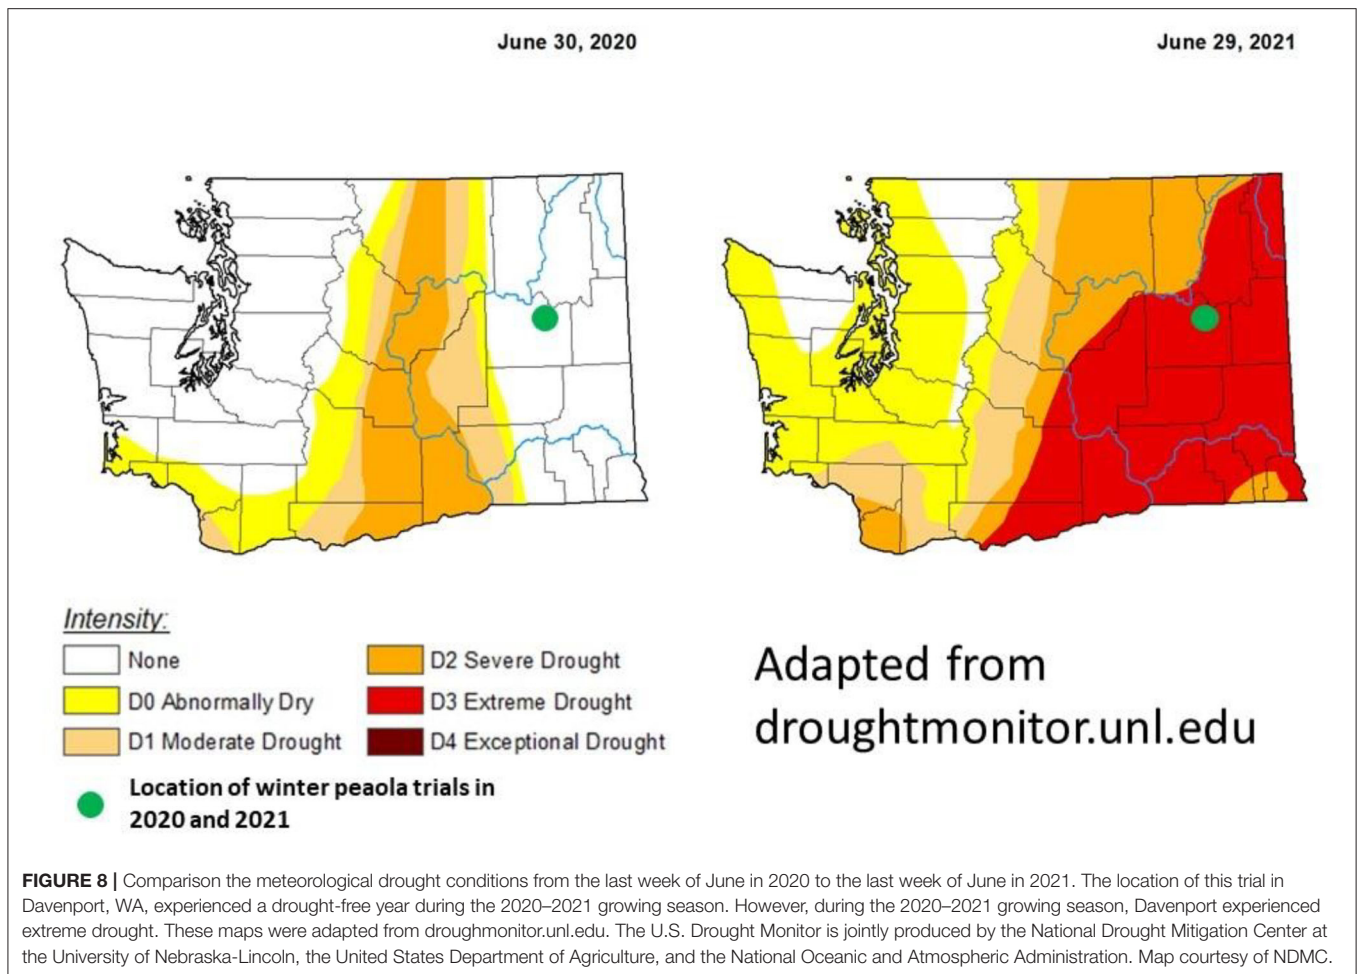 June 30, 2020
June 29, 2021
Intensity:
None
D0 Abnormally Dry
D1 Moderate Drought
D2 Severe Drought
D3 Extreme Drought
D4 Exceptional Drought
Location of winter peaola trials in
2020 and 2021
Adapted from
droughtmonitor.unl.edu
FIGURE 8 | Comparison the meteorological drought conditions from the last week of June in 2020 to the last week of June in 2021. The location of this trial in
Davenport, WA, experienced a drought-free year during the 2020–2021 growing season. However, during the 2020–2021 growing season, Davenport experienced
extreme drought. These maps were adapted from droughmonitor.unl.edu. The U.S. Drought Monitor is jointly produced by the National Drought Mitigation Center at
the University of Nebraska-Lincoln, the United States Department of Agriculture, and the National Oceanic and Atmospheric Administration. Map courtesy of NDMC.